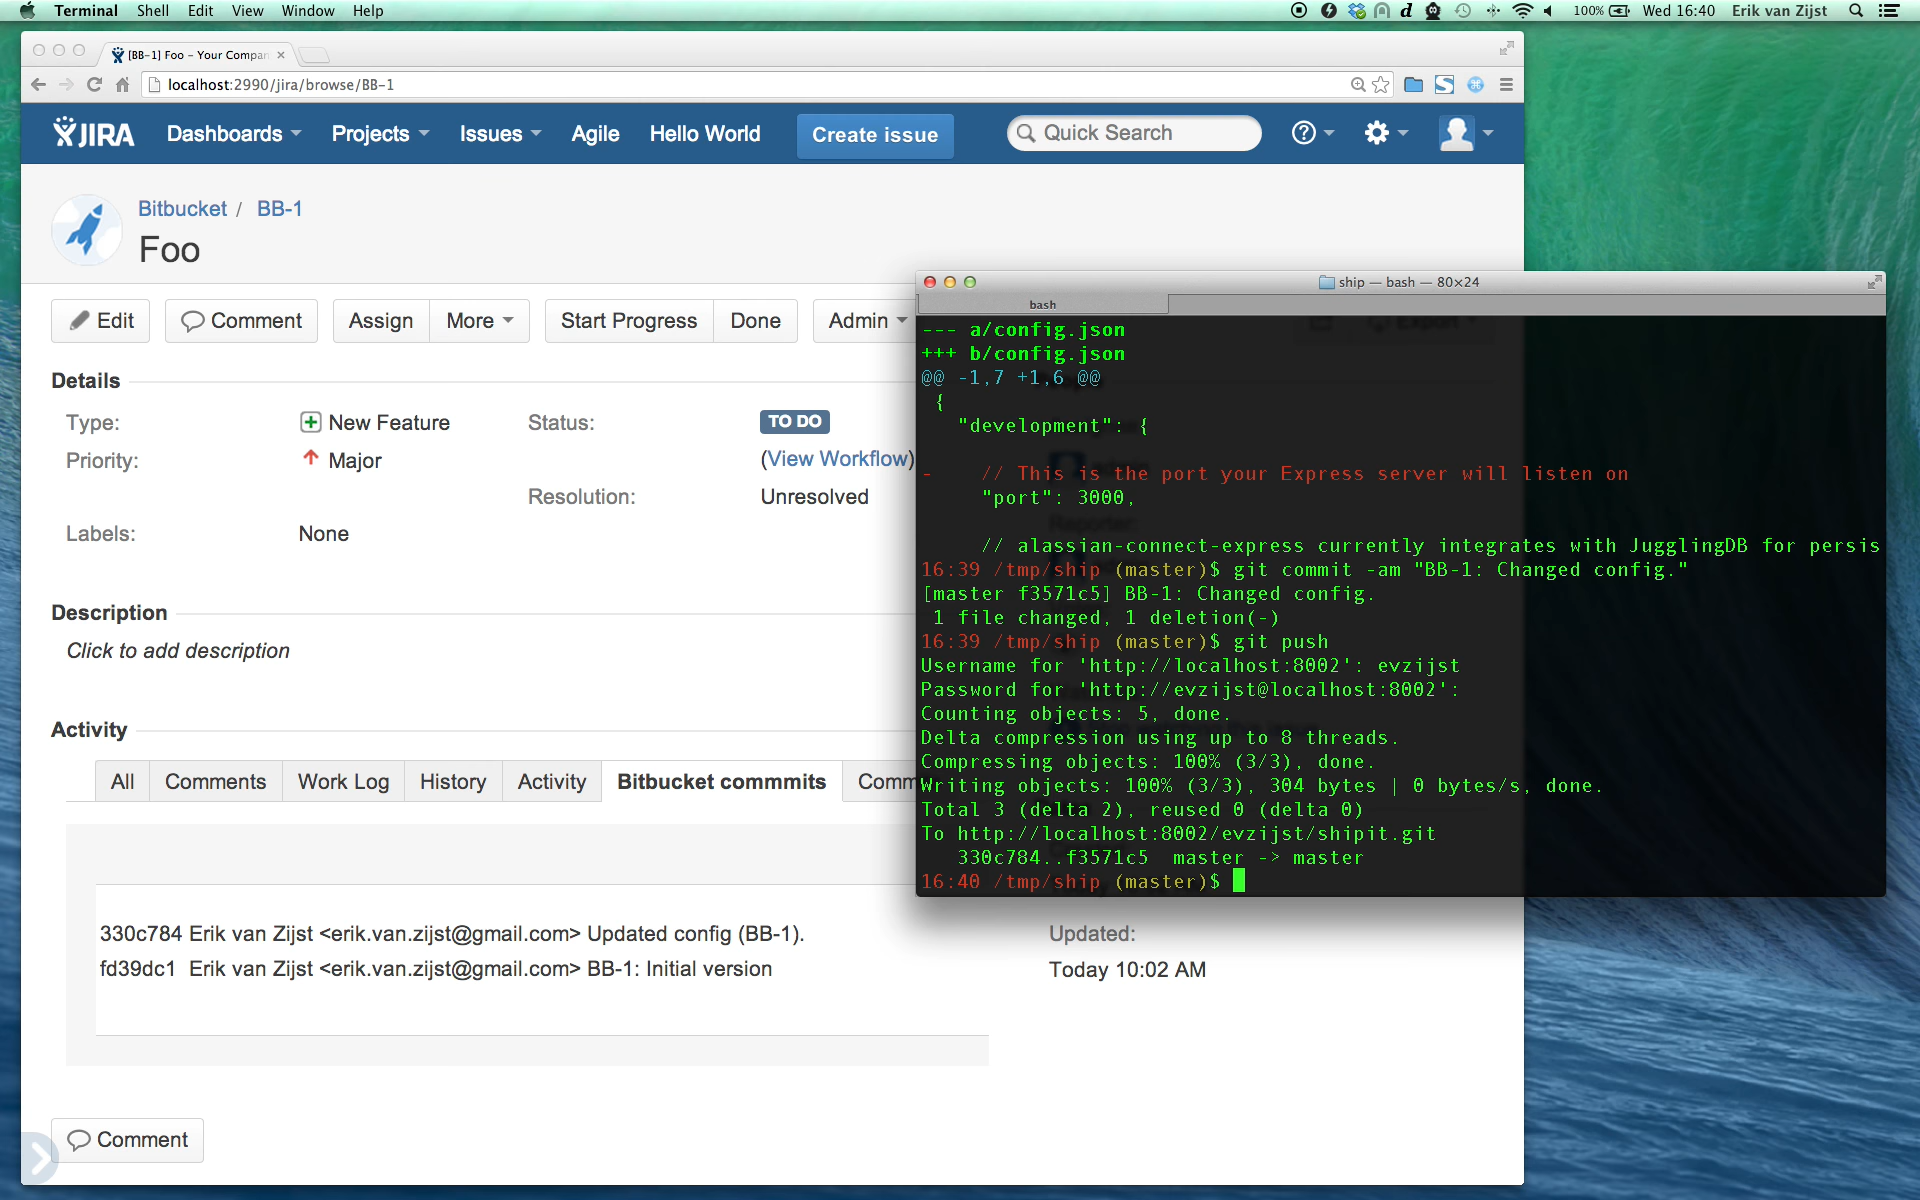 Terminal Shell Edit View Window Help 100% Wed 16:40 Erik van Zijst
[BB-1] Foo - Your Compan
localhost:2990/jira/browse/BB-1
JIRA Dashboards Projects Issues Agile Hello World Create issue Quick Search
Bitbucket / BB-1
Foo
Edit Comment Assign More Start Progress Done Admin
Details
Type: New Feature Status: TO DO
Priority: Major (View Workflow)
Resolution: Unresolved
Labels: None
Description
Click to add description
Activity
All Comments Work Log History Activity Bitbucket commmits Comm
330c784 Erik van Zijst <erik.van.zijst@gmail.com> Updated config (BB-1).
fd39dc1 Erik van Zijst <erik.van.zijst@gmail.com> BB-1: Initial version
Comment
ship — bash — 80×24
bash
--- a/config.json
+++ b/config.json
@@ -1,7 +1,6 @@
{
"development": {
- // This is the port your Express server will listen on
"port": 3000,
// alassian-connect-express currently integrates with JugglingDB for persis
16:39 /tmp/ship (master)$ git commit -am "BB-1: Changed config."
[master f3571c5] BB-1: Changed config.
1 file changed, 1 deletion(-)
16:39 /tmp/ship (master)$ git push
Username for 'http://localhost:8002': evzijst
Password for 'http://evzijst@localhost:8002':
Counting objects: 5, done.
Delta compression using up to 8 threads.
Compressing objects: 100% (3/3), done.
Writing objects: 100% (3/3), 304 bytes | 0 bytes/s, done.
Total 3 (delta 2), reused 0 (delta 0)
To http://localhost:8002/evzijst/shipit.git
330c784..f3571c5 master -> master
16:40 /tmp/ship (master)$
Updated:
Today 10:02 AM